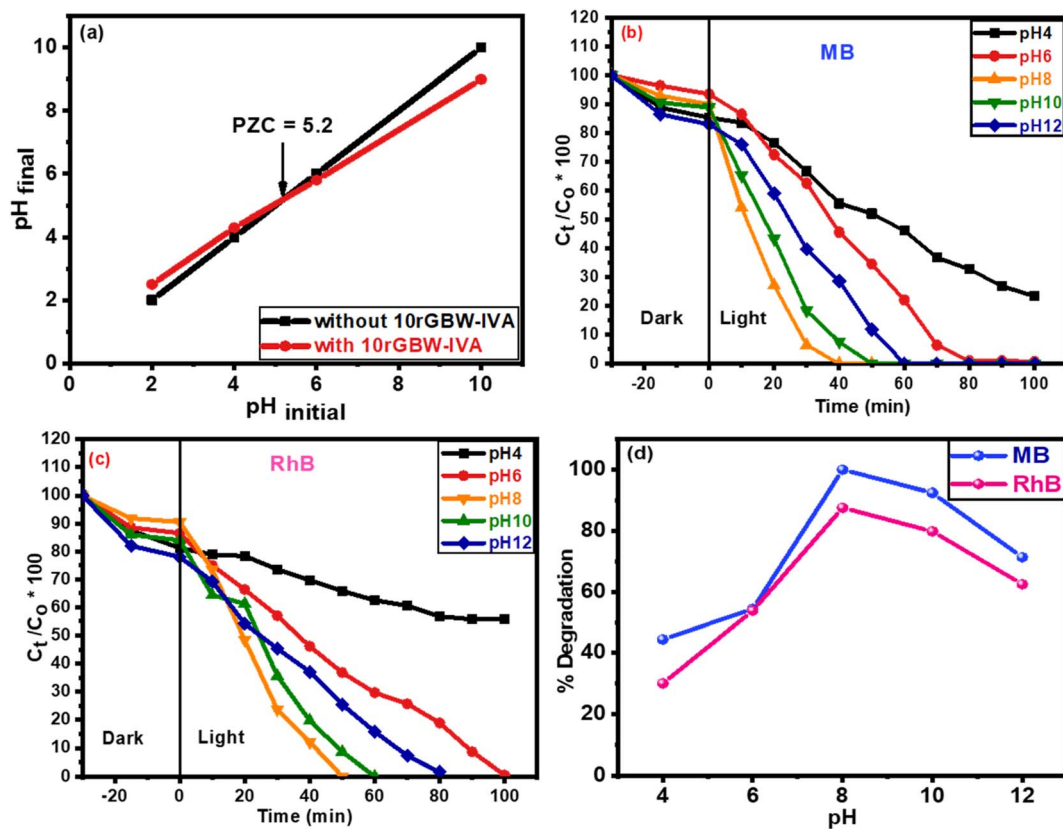 (a)
PZC = 5.2
pH final
10
8
6
4
2
0
without 10rGBW-IVA
with 10rGBW-IVA
0 2 4 6 8 10
pH initial
(b)
MB
pH4
pH6
pH8
pH10
pH12
Ct /Co * 100
120
110
100
90
80
70
60
50
40
30
20
10
0
Dark Light
-20 0 20 40 60 80 100
Time (min)
(c)
RhB
pH4
pH6
pH8
pH10
pH12
Ct /Co * 100
120
110
100
90
80
70
60
50
40
30
20
10
0
Dark Light
-20 0 20 40 60 80 100
Time (min)
(d)
MB
RhB
% Degradation
100
80
60
40
20
0
4 6 8 10 12
pH